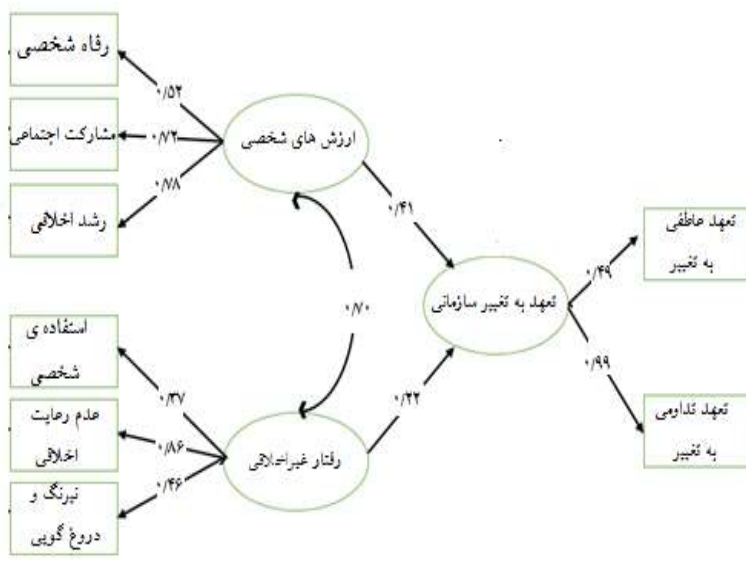 رفاه شخصی
۰/۵۲
مشارکت اجتماعی
۰/۷۲
رشد اخلاقی
۰/۷۸
ارزش های شخصی
۰/۴۱
۰/۷۰
تعهد به تغییر سازمانی
تعهد عاطفی
به تغییر
۰/۴۹
۰/۹۹
تعهد تداومی
به تغییر
استفاده ی
شخصی
۰/۳۷
عدم رعایت
اخلاقی
۰/۸۶
نیرنگ و
دروغ گویی
۰/۴۶
رفتار غیراخلاقی
۰/۲۲